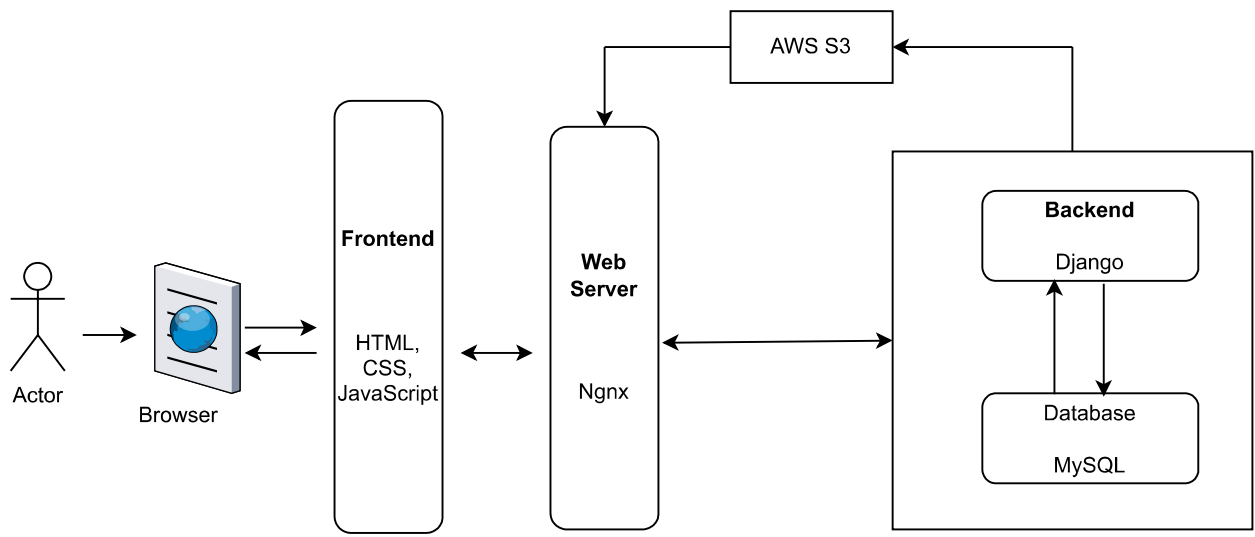 AWS S3
Frontend
HTML,
CSS,
JavaScript
Web
Server
Ngnx
Backend
Django
Database
MySQL
Actor
Browser